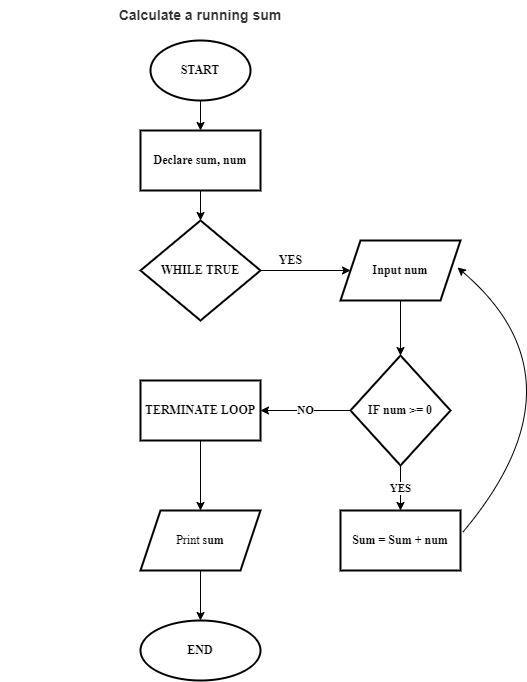 Calculate a running sum
START
Declare sum, num
WHILE TRUE
YES
Input num
IF num >= 0
NO
TERMINATE LOOP
YES
Sum = Sum + num
Print sum
END